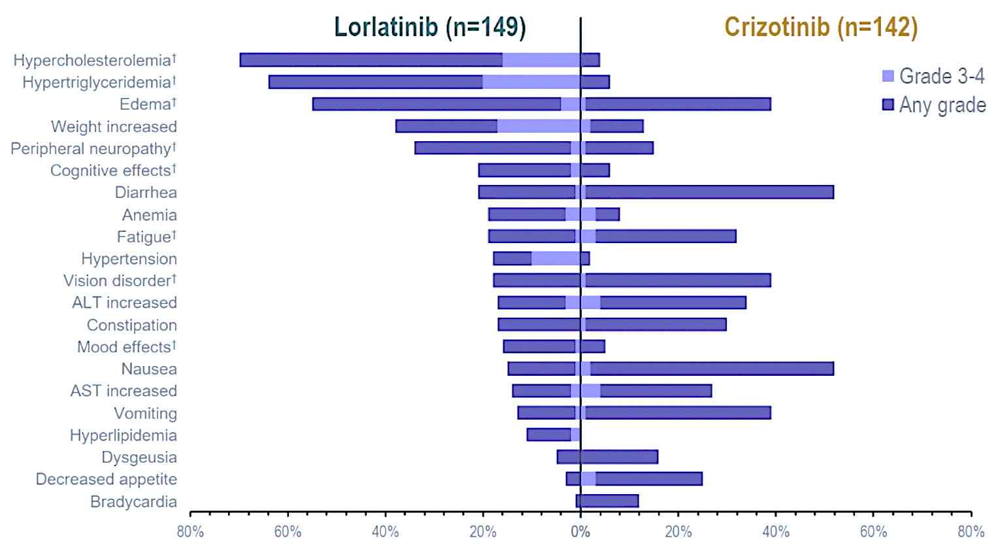 Lorlatinib (n=149) Crizotinib (n=142)
Hypercholesterolemia†
Hypertriglyceridemia†
Edema†
Weight increased
Peripheral neuropathy†
Cognitive effects†
Diarrhea
Anemia
Fatigue†
Hypertension
Vision disorder†
ALT increased
Constipation
Mood effects†
Nausea
AST increased
Vomiting
Hyperlipidemia
Dysgeusia
Decreased appetite
Bradycardia
Grade 3-4
Any grade
80% 60% 40% 20% 0% 20% 40% 60% 80%